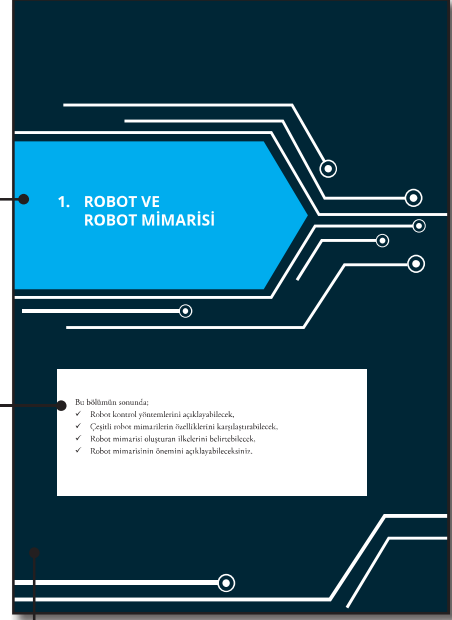 1. ROBOT VE
ROBOT MİMARİSİ
Bu bölümün sonunda;
✓ Robot kontrol yöntemlerini açıklayabilecek,
✓ Çeşitli robot mimarilerin özelliklerini karşılaştırabilecek,
✓ Robot mimarisi oluşturan ilkelerini belirtebilecek,
✓ Robot mimarisinin önemini açıklayabileceksiniz.